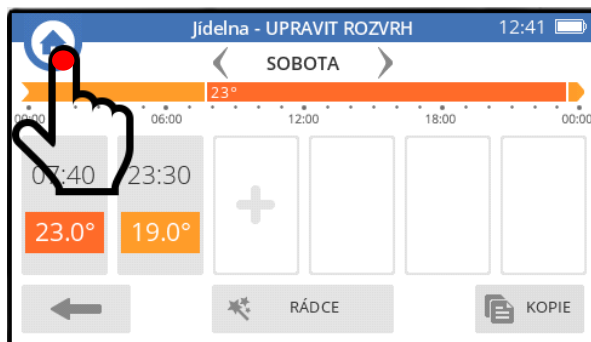 Jídelna - UPRAVIT ROZVRH 12:41
SOBOTA
23°
00:00 06:00 12:00 18:00 00:00
07:40 23:30
23.0° 19.0°
RÁDCE KOPIE